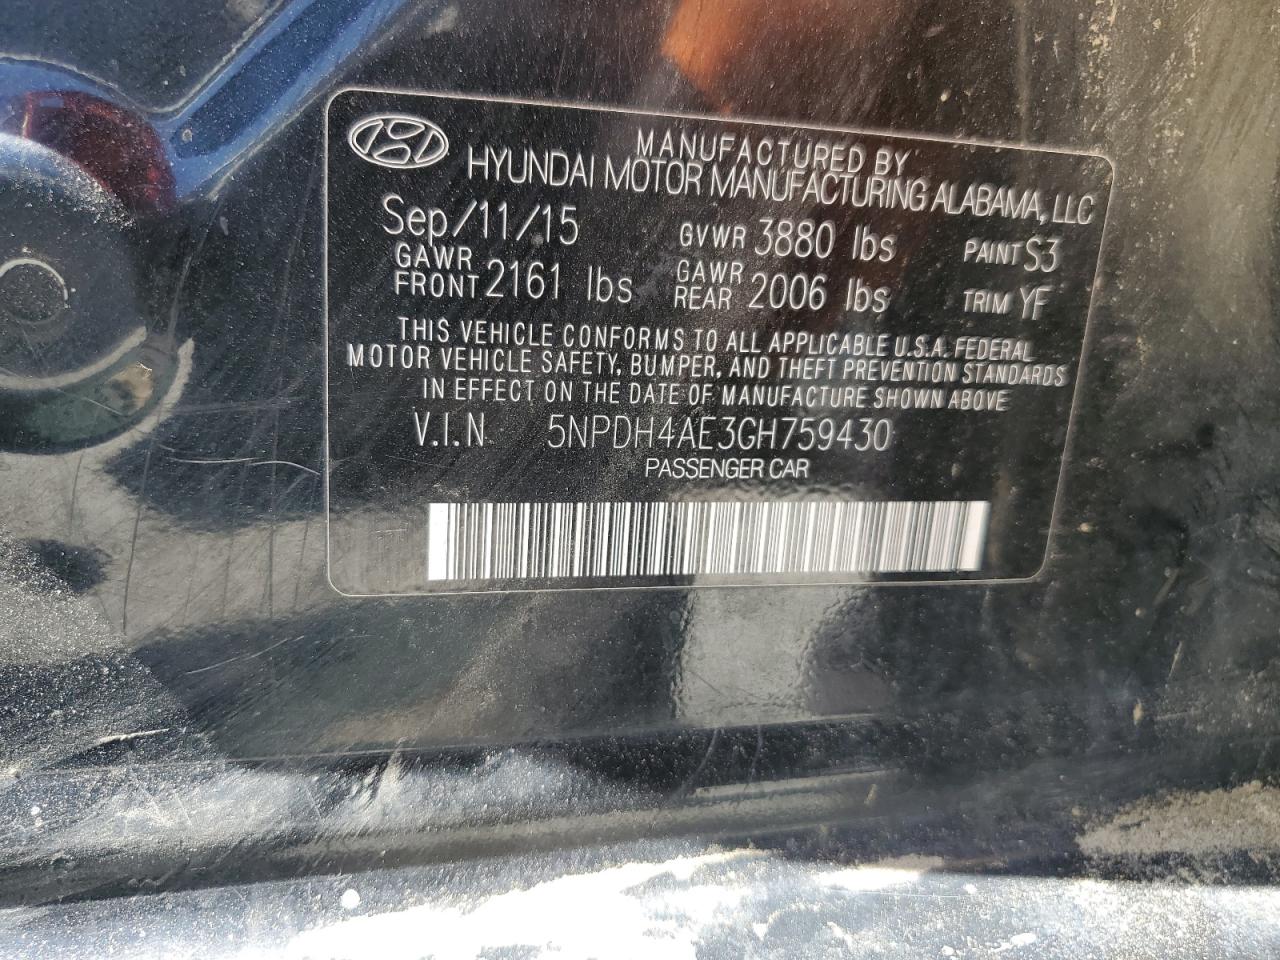 MANUFACTURED BY
HYUNDAI MOTOR MANUFACTURING ALABAMA, LLC
Sep/11/15 GVWR 3880 lbs PAINT S3
GAWR FRONT 2161 lbs GAWR REAR 2006 lbs TRIM YF
THIS VEHICLE CONFORMS TO ALL APPLICABLE U.S.A. FEDERAL
MOTOR VEHICLE SAFETY, BUMPER, AND THEFT PREVENTION STANDARDS
IN EFFECT ON THE DATE OF MANUFACTURE SHOWN ABOVE
V.I.N 5NPDH4AE3GH759430
PASSENGER CAR